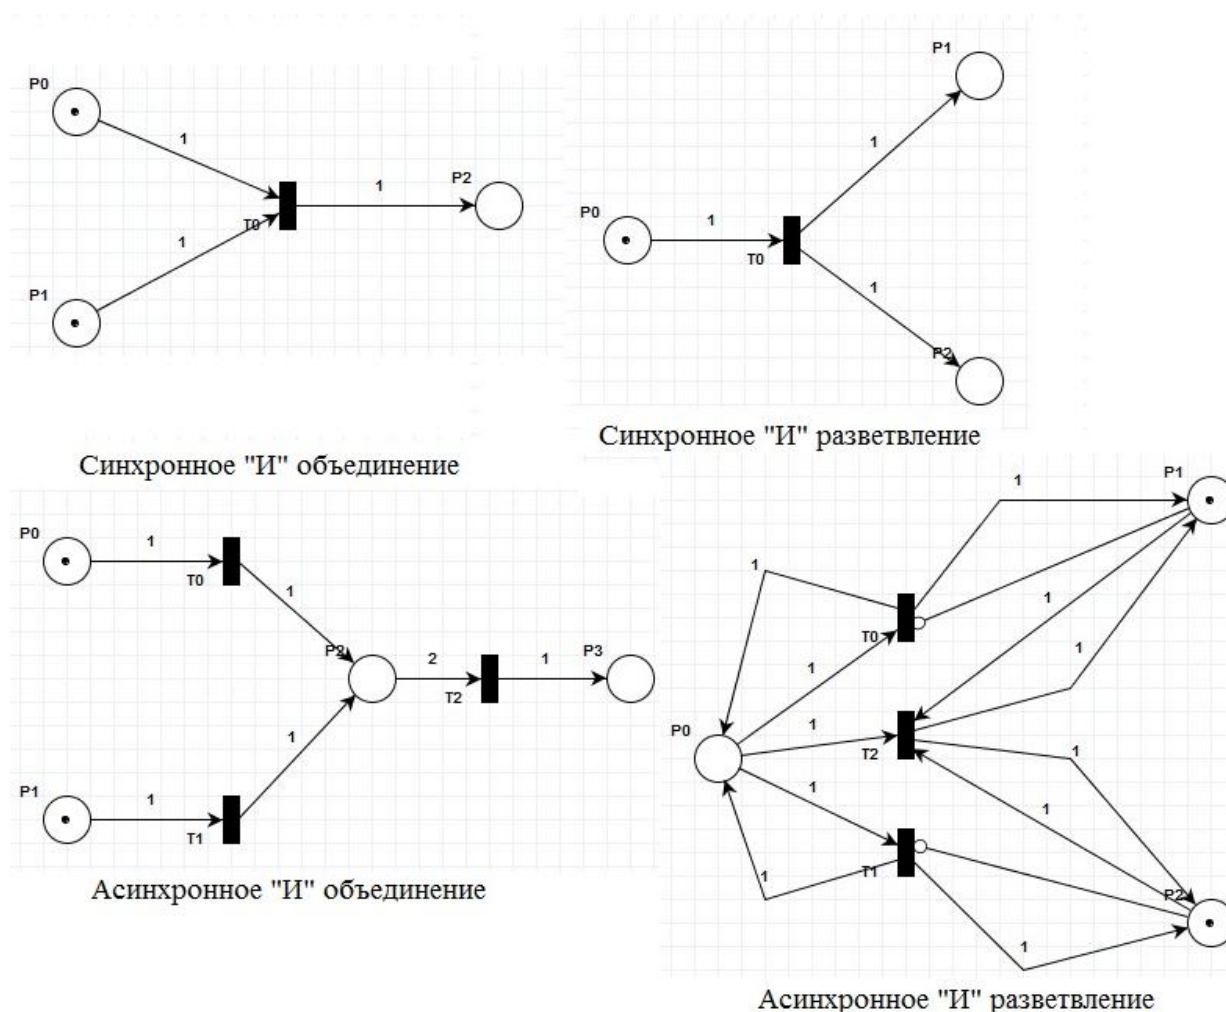 P0
1
T0
1
P2
1
P1
Синхронное "И" объединение
P1
1
P0
1
T0
1
P2
Синхронное "И" разветвление
P0
1
T0
1
P2
2
T2
1
P3
1
P1
1
T1
Асинхронное "И" объединение
P1
1
1
1
T0
1
1
P0
1
T2
1
1
1
1
T1
P2
1
Асинхронное "И" разветвление